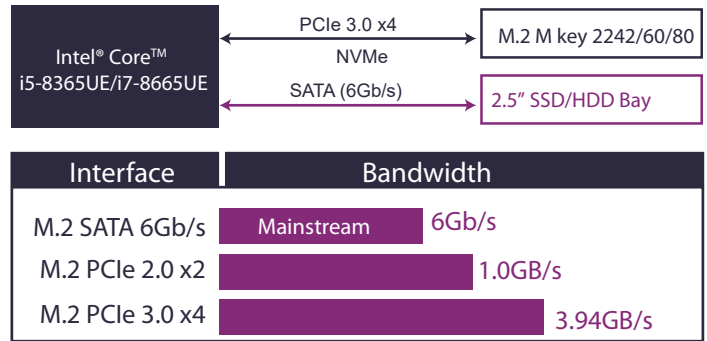 PCIe 3.0 x4
Intel® Core™
i5-8365UE/i7-8665UE
NVMe
M.2 M key 2242/60/80
SATA (6Gb/s)
2.5” SSD/HDD Bay
Interface Bandwidth
M.2 SATA 6Gb/s Mainstream 6Gb/s
M.2 PCIe 2.0 x2 1.0GB/s
M.2 PCIe 3.0 x4 3.94GB/s